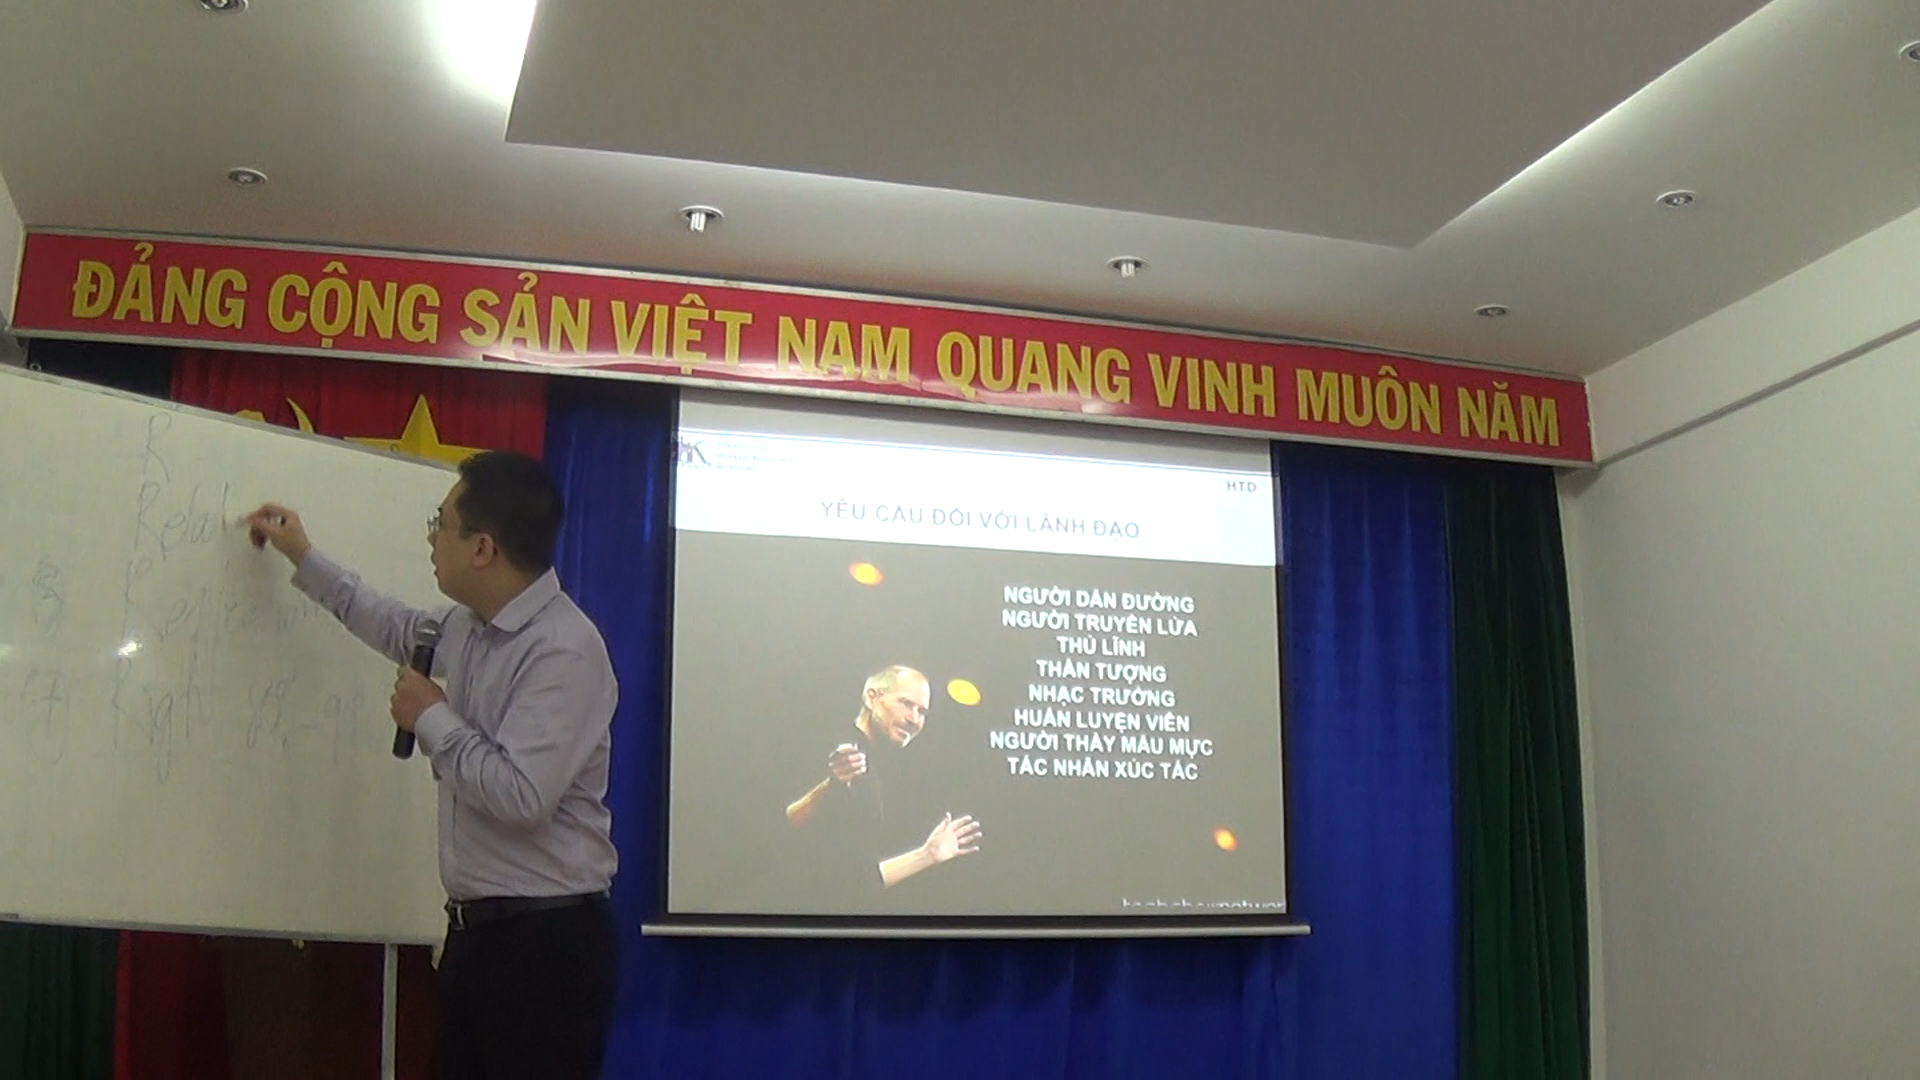 ĐẢNG CỘNG SẢN VIỆT NAM QUANG VINH MUÔN NĂM
HTD
YÊU CẦU ĐỐI VỚI LÃNH ĐẠO
NGƯỜI DẪN ĐƯỜNG
NGƯỜI TRUYỀN LỬA
THỦ LĨNH
THẦN TƯỢNG
NHẠC TRƯỞNG
HUẤN LUYỆN VIÊN
NGƯỜI THẦY MẪU MỰC
TÁC NHÂN XÚC TÁC
R
Relat
Right